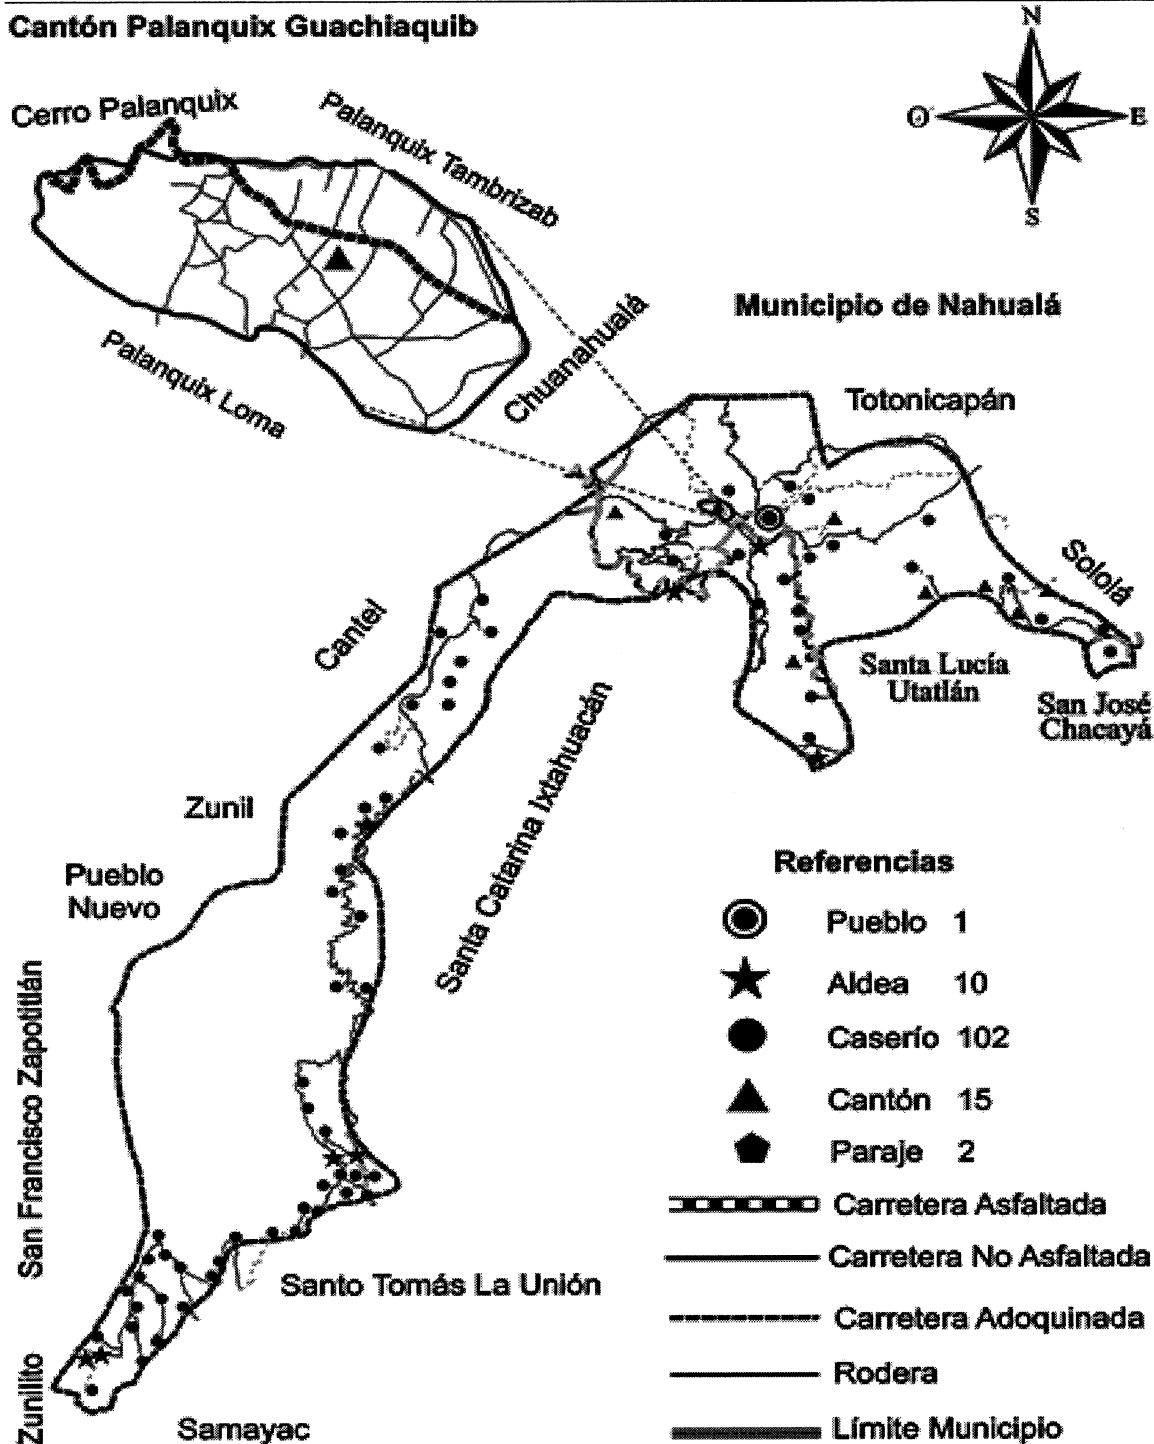 Cantón Palanquix Guachiaquib
N
O
E
S
Cerro Palanquix
Palanquix Tambrizab
Palanquix Loma
Chuanahualá
Municipio de Nahualá
Totonicapán
Sololá
Cantel
Santa Lucía
Utatlán
San José
Chacayá
Santa Catarina Ixtahuacán
Zunil
Pueblo
Nuevo
San Francisco Zapotitlán
Santo Tomás La Unión
Zunilito
Samayac
Referencias
Pueblo 1
Aldea 10
Caserío 102
Cantón 15
Paraje 2
Carretera Asfaltada
Carretera No Asfaltada
Carretera Adoquinada
Rodera
Límite Municipio